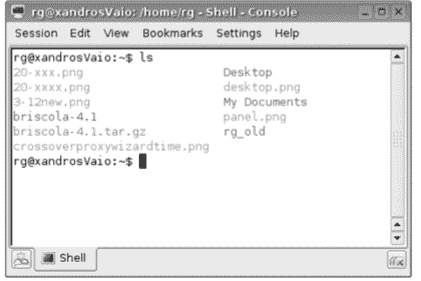 rg@xandrosVaio: /home/rg - Shell - Console
Session Edit View Bookmarks Settings Help
rg@xandrosVaio:~$ ls
20-xxx.png Desktop
20-xxxx.png desktop.png
3-12new.png My Documents
briscola-4.1 panel.png
briscola-4.1.tar.gz rg_old
crossoverproxywizardtime.png
rg@xandrosVaio:~$
Shell